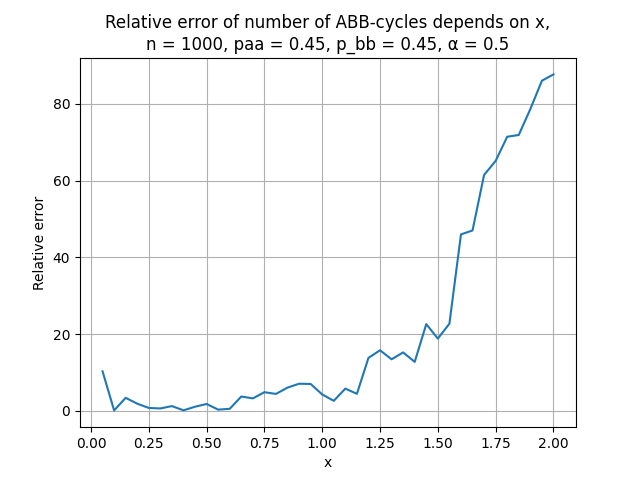 Relative error of number of ABB-cycles depends on x,
n = 1000, paa = 0.45, p_bb = 0.45, α = 0.5
80
60
40
20
0
Relative error
0.00 0.25 0.50 0.75 1.00 1.25 1.50 1.75 2.00
x